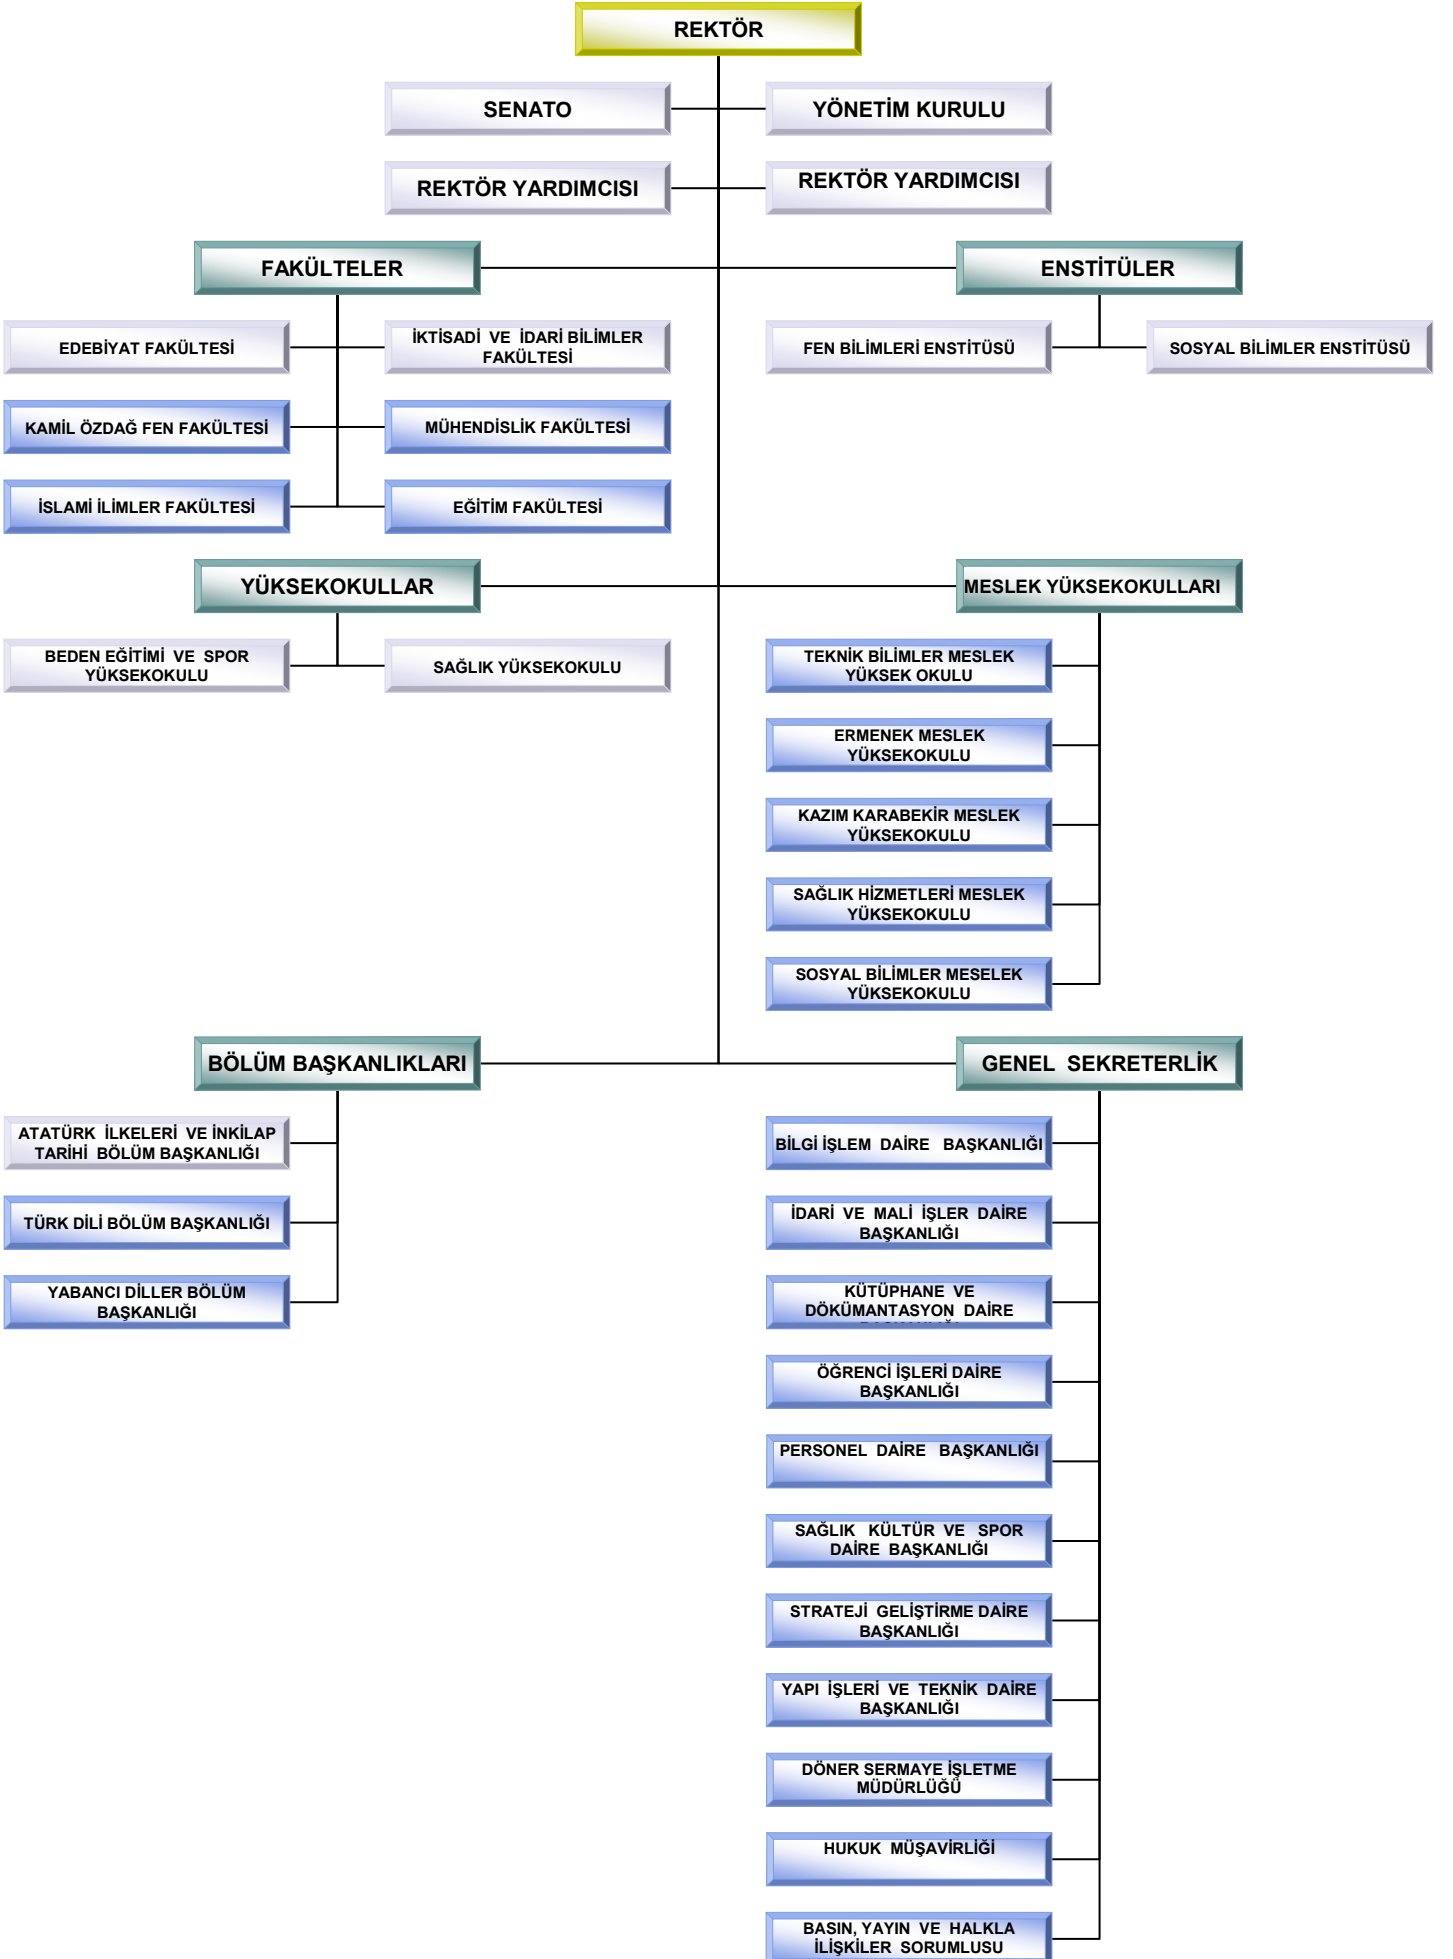 REKTÖR
SENATO
YÖNETİM KURULU
REKTÖR YARDIMCISI
REKTÖR YARDIMCISI
FAKÜLTELER
ENSTİTÜLER
EDEBİYAT FAKÜLTESİ
İKTİSADİ VE İDARİ BİLİMLER
FAKÜLTESİ
FEN BİLİMLERİ ENSTİTÜSÜ
SOSYAL BİLİMLER ENSTİTÜSÜ
KAMİL ÖZDAĞ FEN FAKÜLTESİ
MÜHENDİSLİK FAKÜLTESİ
İSLAMİ İLİMLER FAKÜLTESİ
EĞİTİM FAKÜLTESİ
YÜKSEKOKULLAR
MESLEK YÜKSEKOKULLARI
BEDEN EĞİTİMİ VE SPOR
YÜKSEKOKULU
SAĞLIK YÜKSEKOKULU
TEKNİK BİLİMLER MESLEK
YÜKSEK OKULU
ERMENEK MESLEK
YÜKSEKOKULU
KAZIM KARABEKİR MESLEK
YÜKSEKOKULU
SAĞLIK HİZMETLERİ MESLEK
YÜKSEKOKULU
SOSYAL BİLİMLER MESELEK
YÜKSEKOKULU
BÖLÜM BAŞKANLIKLARI
GENEL SEKRETERLİK
ATATÜRK İLKELERİ VE İNKİLAP
TARİHİ BÖLÜM BAŞKANLIĞI
TÜRK DİLİ BÖLÜM BAŞKANLIĞI
YABANCI DİLLER BÖLÜM
BAŞKANLIĞI
BİLGİ İŞLEM DAİRE BAŞKANLIĞI
İDARİ VE MALİ İŞLER DAİRE
BAŞKANLIĞI
KÜTÜPHANE VE
DÖKÜMANTASYON DAİRE
ÖĞRENCİ İŞLERİ DAİRE
BAŞKANLIĞI
PERSONEL DAİRE BAŞKANLIĞI
SAĞLIK KÜLTÜR VE SPOR
DAİRE BAŞKANLIĞI
STRATEJİ GELİŞTİRME DAİRE
BAŞKANLIĞI
YAPI İŞLERİ VE TEKNİK DAİRE
BAŞKANLIĞI
DÖNER SERMAYE İŞLETME
MÜDÜRLÜĞÜ
HUKUK MÜŞAVİRLİĞİ
BASIN, YAYIN VE HALKLA
İLİŞKİLER SORUMLUSU